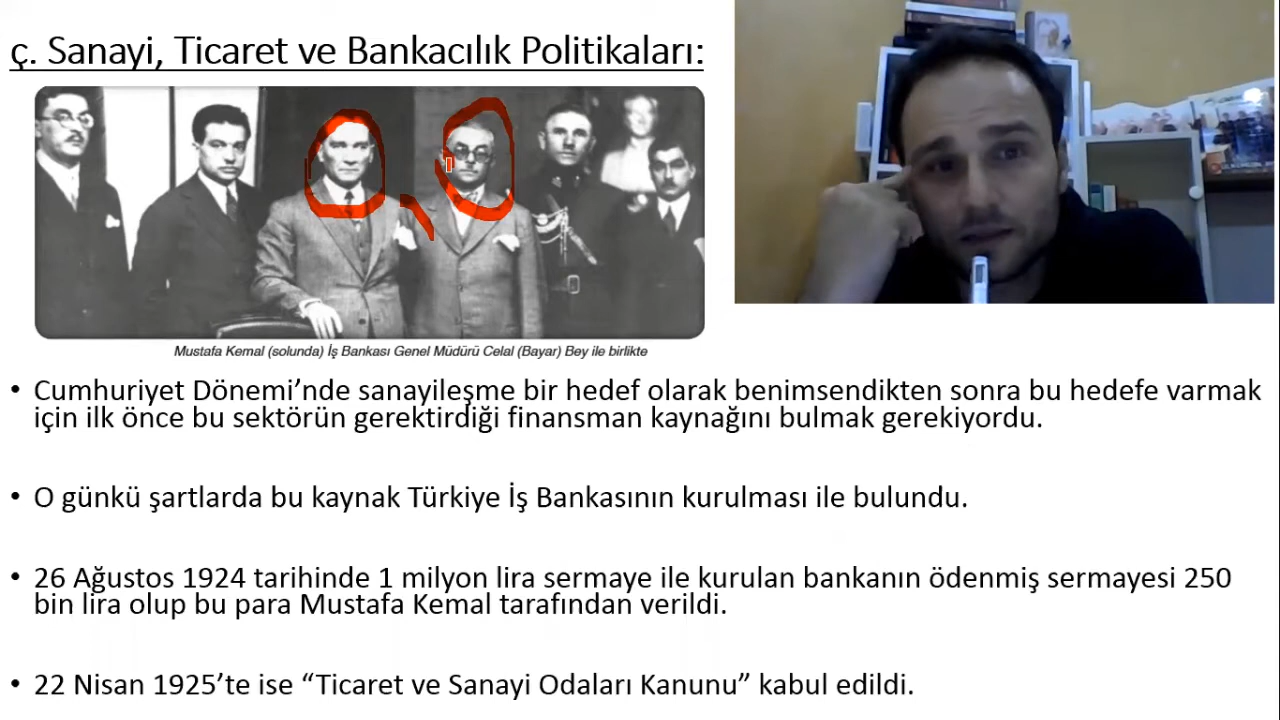 ç. Sanayi, Ticaret ve Bankacılık Politikaları:
Mustafa Kemal (solunda) İş Bankası Genel Müdürü Celal (Bayar) Bey ile birlikte
• Cumhuriyet Dönemi’nde sanayileşme bir hedef olarak benimsendikten sonra bu hedefe varmak
için ilk önce bu sektörün gerektirdiği finansman kaynağını bulmak gerekiyordu.
• O günkü şartlarda bu kaynak Türkiye İş Bankasının kurulması ile bulundu.
• 26 Ağustos 1924 tarihinde 1 milyon lira sermaye ile kurulan bankanın ödenmiş sermayesi 250
bin lira olup bu para Mustafa Kemal tarafından verildi.
• 22 Nisan 1925’te ise “Ticaret ve Sanayi Odaları Kanunu” kabul edildi.